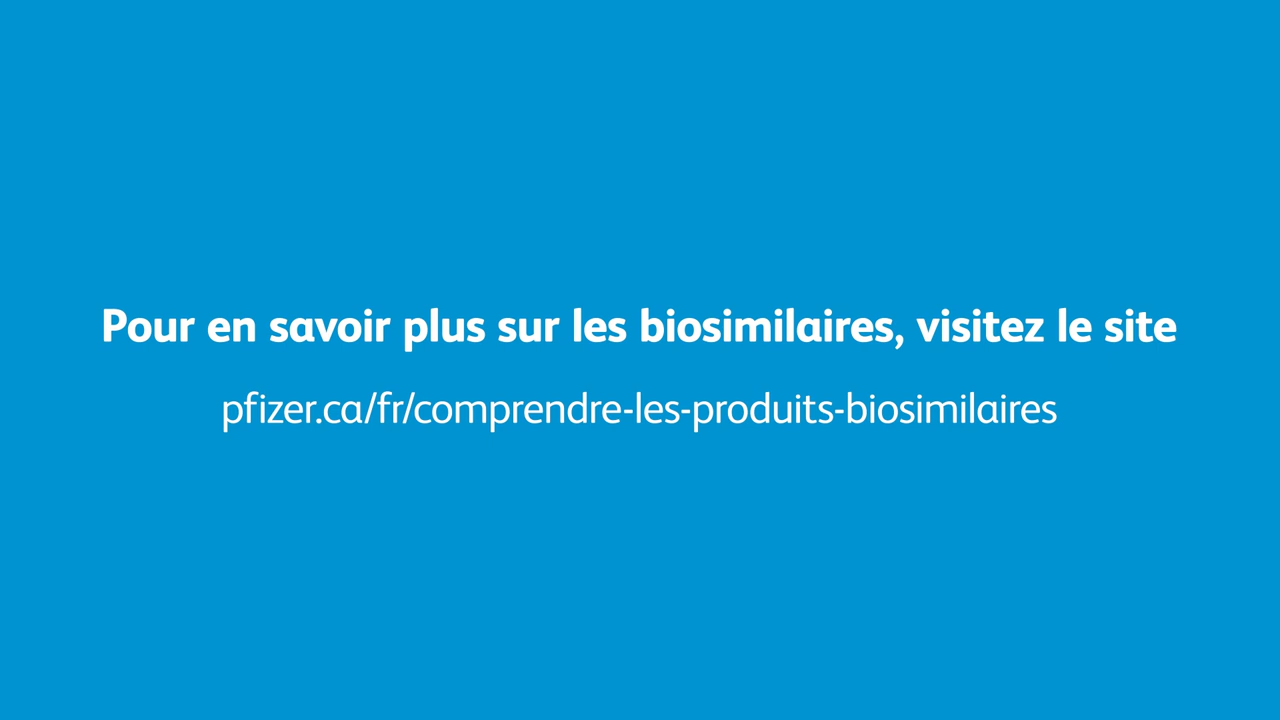 Pour en savoir plus sur les biosimilaires, visitez le site
pfizer.ca/fr/comprendre-les-produits-biosimilaires